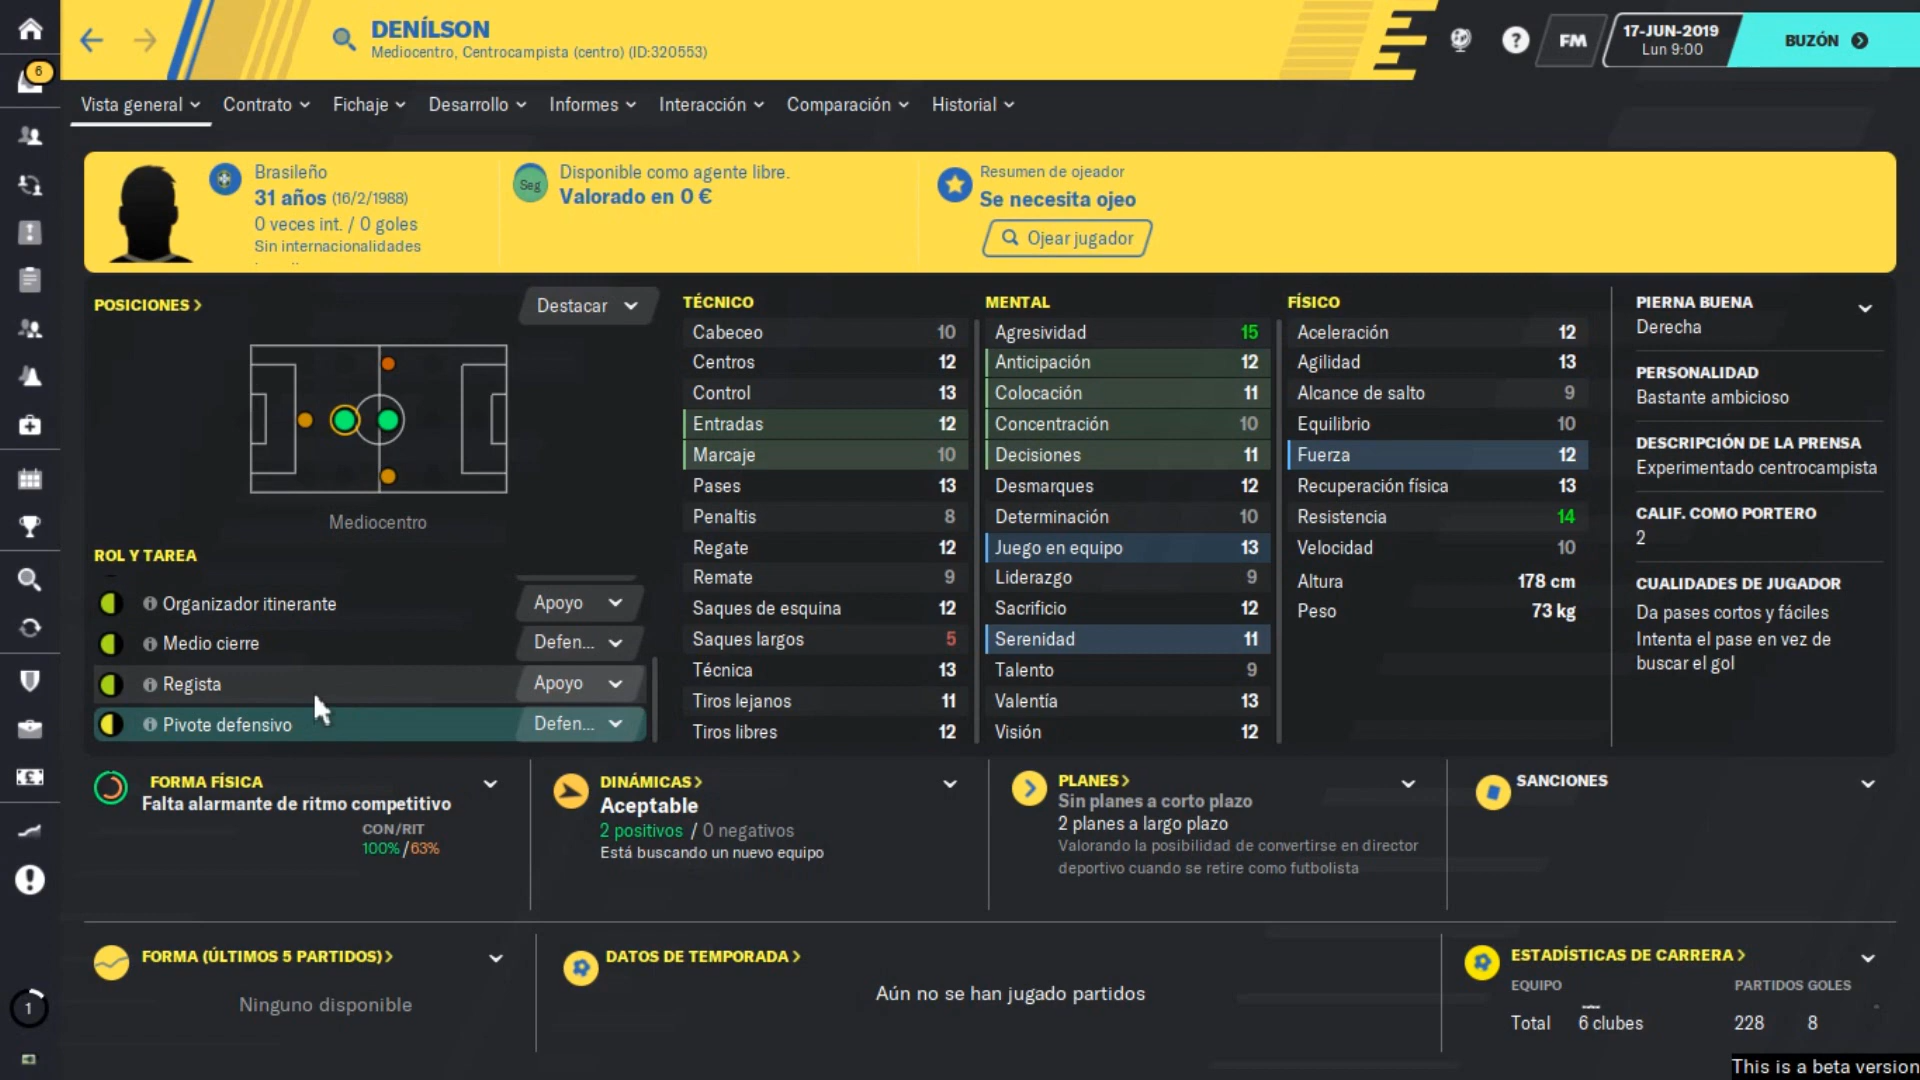 DENÍLSON
Mediocentro, Centrocampista (centro) (ID:320553)
?
FM
17-JUN-2019
Lun 9:00
BUZÓN
6
Vista general
Contrato
Fichaje
Desarrollo
Informes
Interacción
Comparación
Historial
Brasileño
31 años (16/2/1988)
0 veces int. / 0 goles
Sin internacionalidades
Seg
Disponible como agente libre.
Valorado en 0 €
Resumen de ojeador
Se necesita ojeo
Ojear jugador
POSICIONES >
Destacar
Mediocentro
ROL Y TAREA
Organizador itinerante Apoyo
Medio cierre Defen...
Regista Apoyo
Pivote defensivo Defen...
TÉCNICO
Cabeceo 10
Centros 12
Control 13
Entradas 12
Marcaje 10
Pases 13
Penaltis 8
Regate 12
Remate 9
Saques de esquina 12
Saques largos 5
Técnica 13
Tiros lejanos 11
Tiros libres 12
MENTAL
Agresividad 15
Anticipación 12
Colocación 11
Concentración 10
Decisiones 11
Desmarques 12
Determinación 10
Juego en equipo 13
Liderazgo 9
Sacrificio 12
Serenidad 11
Talento 9
Valentía 13
Visión 12
FÍSICO
Aceleración 12
Agilidad 13
Alcance de salto 9
Equilibrio 10
Fuerza 12
Recuperación física 13
Resistencia 14
Velocidad 10
Altura 178 cm
Peso 73 kg
PIERNA BUENA
Derecha
PERSONALIDAD
Bastante ambicioso
DESCRIPCIÓN DE LA PRENSA
Experimentado centrocampista
CALIF. COMO PORTERO
2
CUALIDADES DE JUGADOR
Da pases cortos y fáciles
Intenta el pase en vez de
buscar el gol
FORMA FÍSICA
Falta alarmante de ritmo competitivo
CON/RIT
100% / 63%
DINÁMICAS >
Aceptable
2 positivos / 0 negativos
Está buscando un nuevo equipo
PLANES >
Sin planes a corto plazo
2 planes a largo plazo
Valorando la posibilidad de convertirse en director
deportivo cuando se retire como futbolista
SANCIONES
FORMA (ÚLTIMOS 5 PARTIDOS) >
Ninguno disponible
DATOS DE TEMPORADA >
Aún no se han jugado partidos
ESTADÍSTICAS DE CARRERA >
EQUIPO PARTIDOS GOLES
Total 6 clubes 228 8
1
This is a beta version